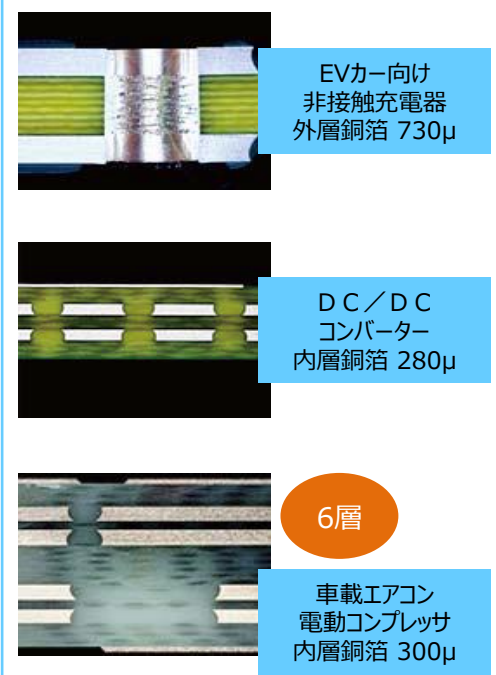 EVカー向け
非接触充電器
外層銅箔 730μ
ＤＣ／ＤＣ
コンバーター
内層銅箔 280μ
6層
車載エアコン
電動コンプレッサ
内層銅箔 300μ